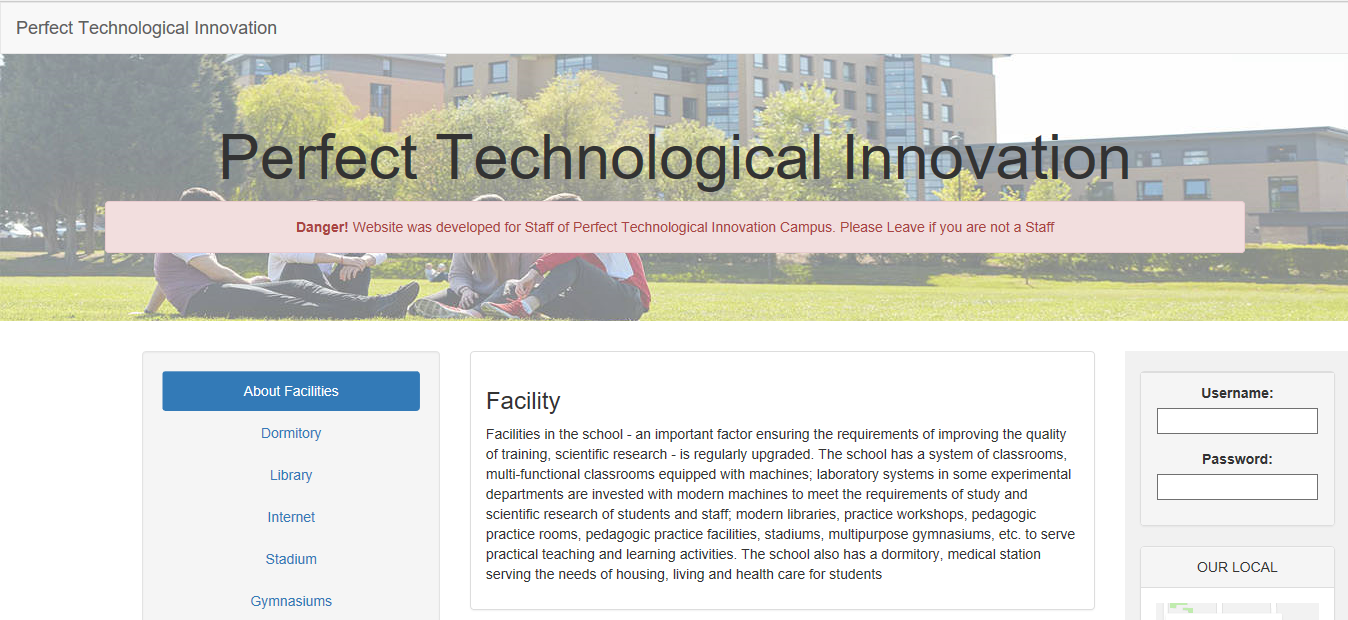 Perfect Technological Innovation
Perfect Technological Innovation
Danger! Website was developed for Staff of Perfect Technological Innovation Campus. Please Leave if you are not a Staff
About Facilities
Dormitory
Library
Internet
Stadium
Gymnasiums
Facility
Facilities in the school - an important factor ensuring the requirements of improving the quality
of training, scientific research - is regularly upgraded. The school has a system of classrooms,
multi-functional classrooms equipped with machines; laboratory systems in some experimental
departments are invested with modern machines to meet the requirements of study and
scientific research of students and staff; modern libraries, practice workshops, pedagogic
practice rooms, pedagogic practice facilities, stadiums, multipurpose gymnasiums, etc. to serve
practical teaching and learning activities. The school also has a dormitory, medical station
serving the needs of housing, living and health care for students
Username:
Password:
OUR LOCAL